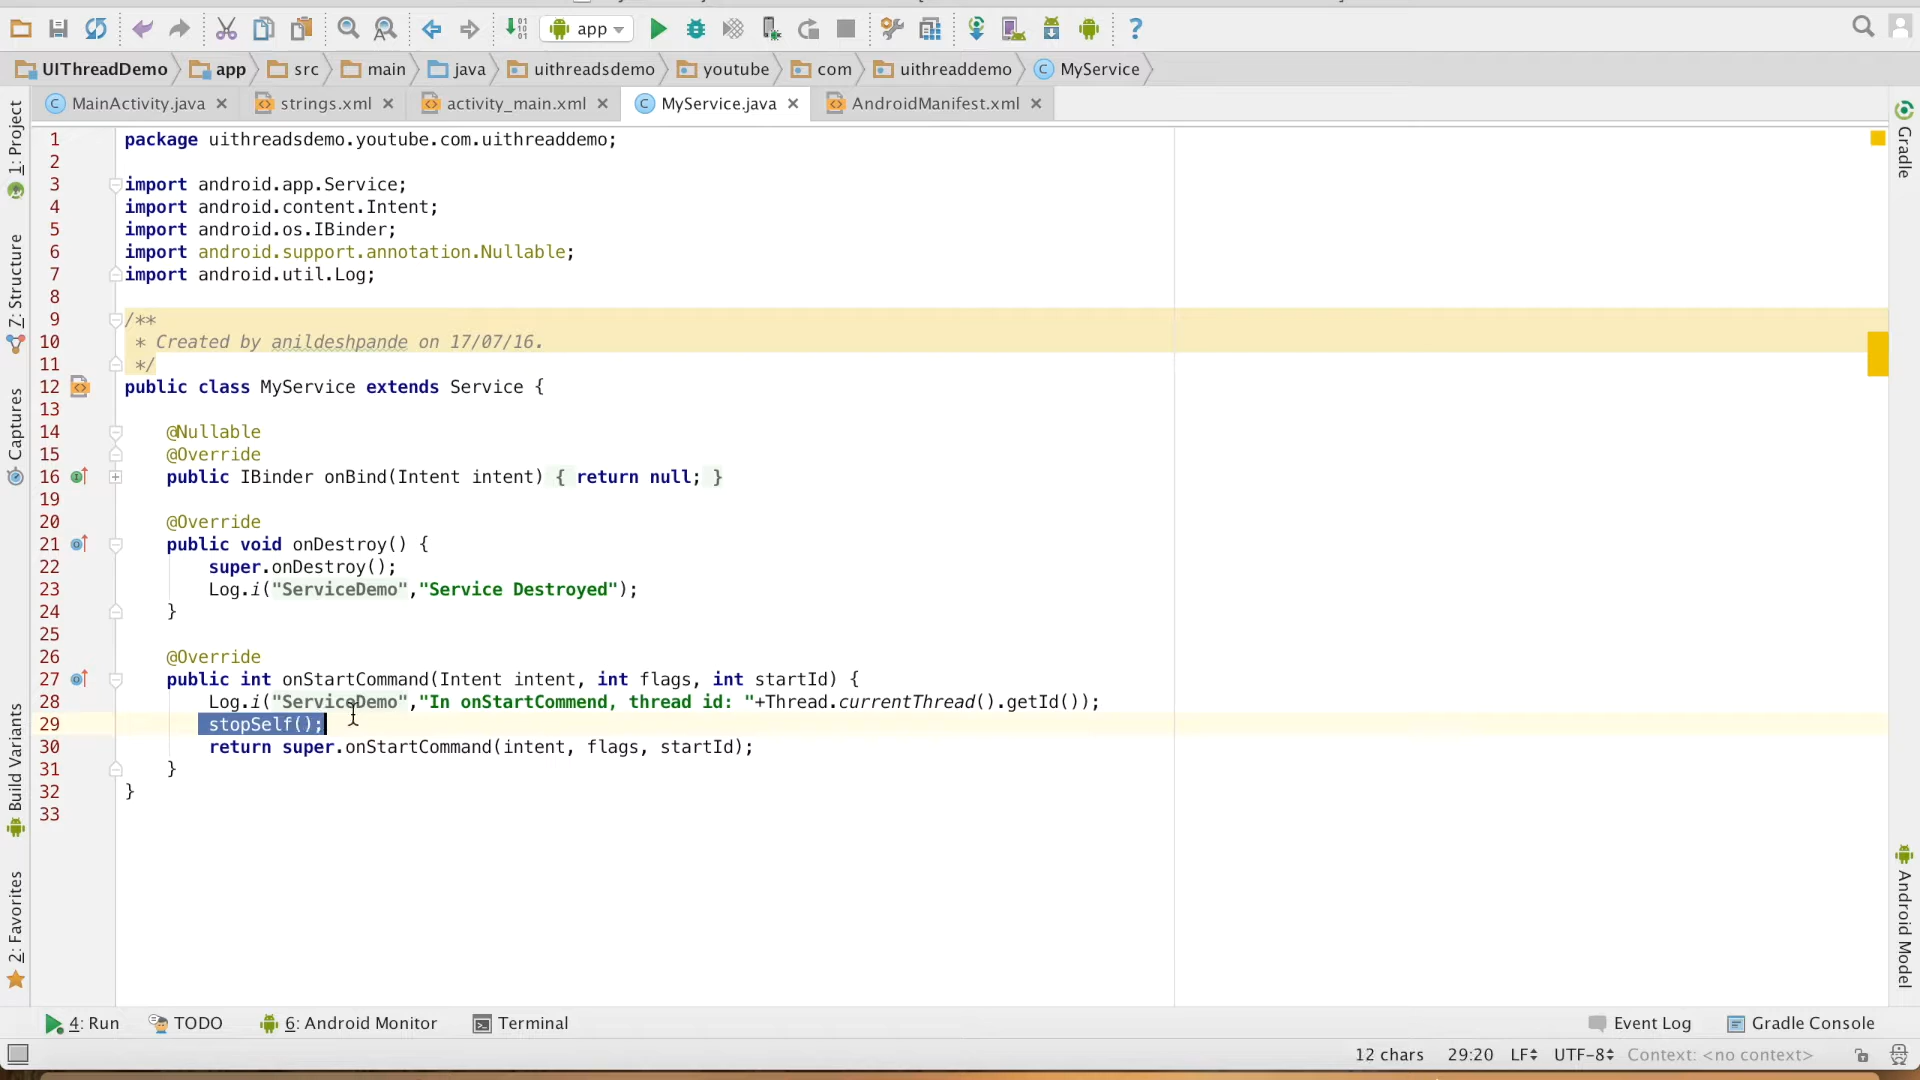 app
UIThreadDemo app src main java uithreadsdemo youtube com uithreaddemo MyService
MainActivity.java strings.xml activity_main.xml MyService.java AndroidManifest.xml
1: Project
Z: Structure
Captures
Build Variants
2: Favorites
1 package uithreadsdemo.youtube.com.uithreaddemo;
2
3 import android.app.Service;
4 import android.content.Intent;
5 import android.os.IBinder;
6 import android.support.annotation.Nullable;
7 import android.util.Log;
8
9 /**
10 * Created by anildeshpande on 17/07/16.
11 */
12 public class MyService extends Service {
13
14 @Nullable
15 @Override
16 public IBinder onBind(Intent intent) { return null; }
19
20 @Override
21 public void onDestroy() {
22 super.onDestroy();
23 Log.i("ServiceDemo","Service Destroyed");
24 }
25
26 @Override
27 public int onStartCommand(Intent intent, int flags, int startId) {
28 Log.i("ServiceDemo","In onStartCommend, thread id: "+Thread.currentThread().getId());
29 stopSelf();
30 return super.onStartCommand(intent, flags, startId);
31 }
32 }
33
Gradle
Android Model
4: Run TODO 6: Android Monitor Terminal Event Log Gradle Console
12 chars 29:20 LF UTF-8 Context: <no context>